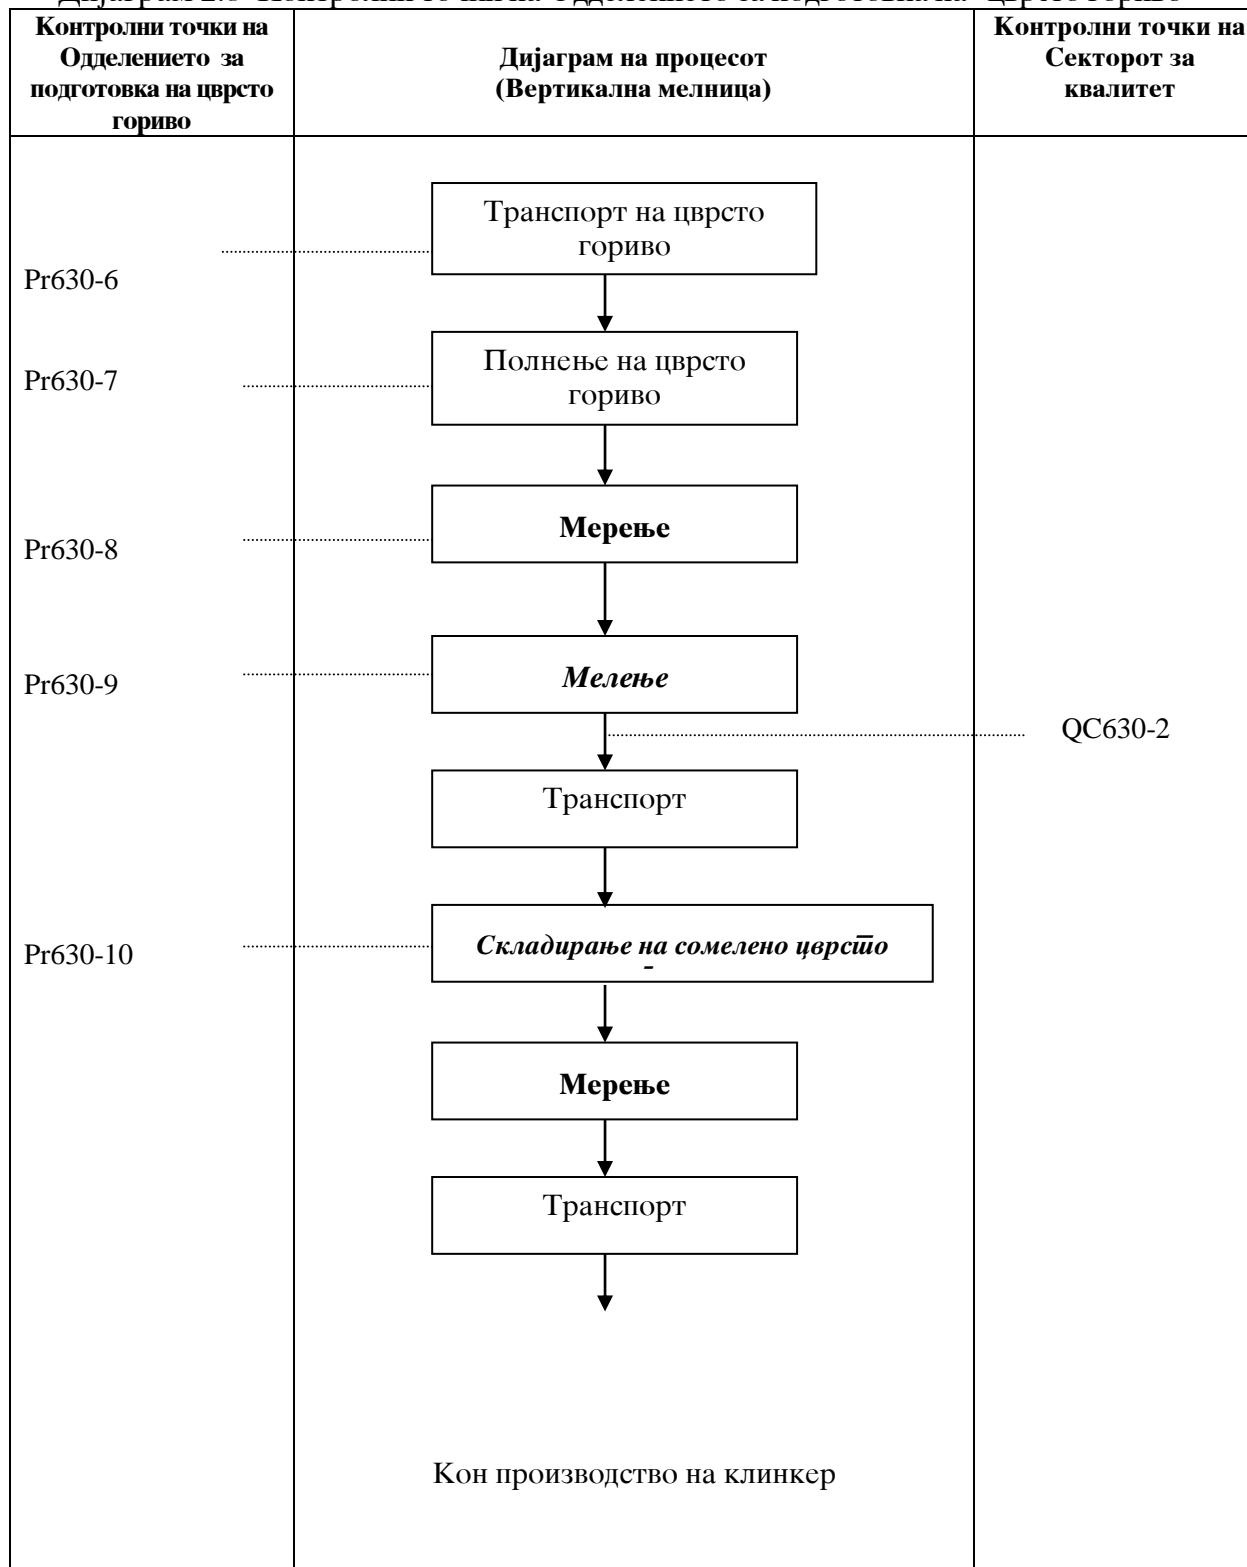 Контролни точки на
Одделението за
подготовка на цврсто
гориво
Дијаграм на процесот
(Вертикална мелница)
Контролни точки на
Секторот за
квалитет
Транспорт на цврсто
гориво
Pr630-6
Полнење на цврсто
гориво
Pr630-7
Мерење
Pr630-8
Мелење
Pr630-9
QC630-2
Транспорт
Складирање на сомелено цврсто
Pr630-10
Мерење
Транспорт
Кон производство на клинкер